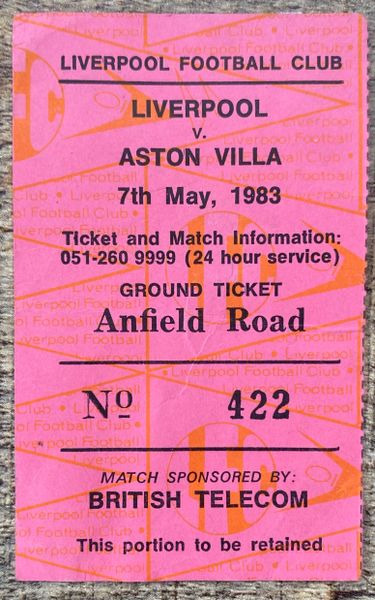 LIVERPOOL FOOTBALL CLUB
LIVERPOOL
v.
ASTON VILLA
7th May, 1983
Ticket and Match Information:
051-260 9999 (24 hour service)
GROUND TICKET
Anfield Road
No 422
MATCH SPONSORED BY:
BRITISH TELECOM
This portion to be retained